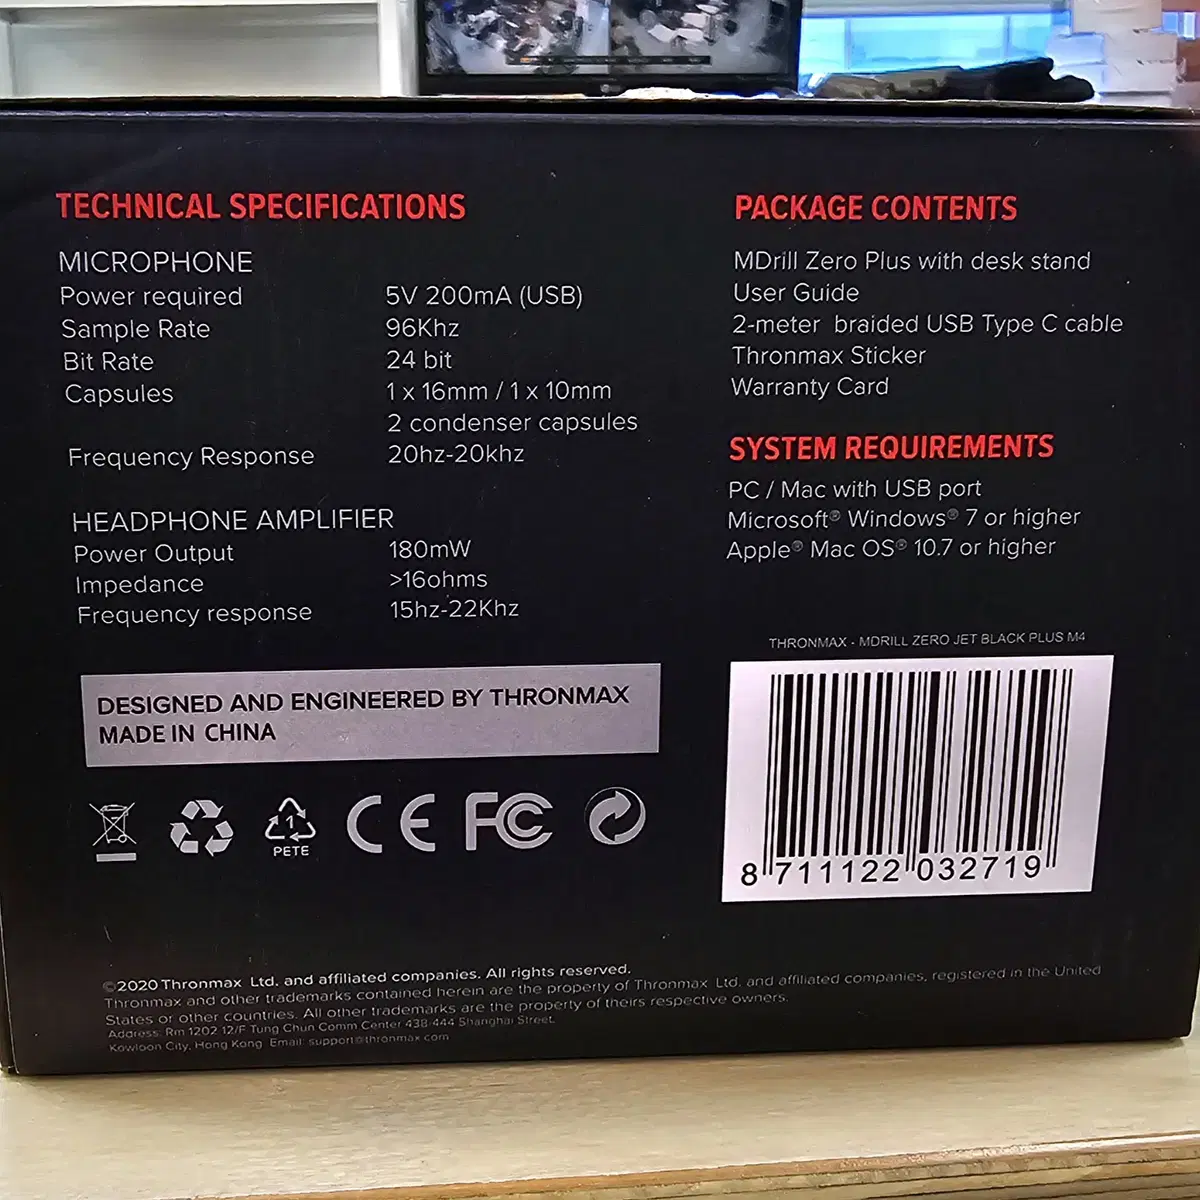 TECHNICAL SPECIFICATIONS
MICROPHONE
Power required 5V 200mA (USB)
Sample Rate 96Khz
Bit Rate 24 bit
Capsules 1 x 16mm / 1 x 10mm
2 condenser capsules
Frequency Response 20hz-20khz
HEADPHONE AMPLIFIER
Power Output 180mW
Impedance >16ohms
Frequency response 15hz-22Khz
DESIGNED AND ENGINEERED BY THRONMAX
MADE IN CHINA
1
PETE
CE
FC
PACKAGE CONTENTS
MDrill Zero Plus with desk stand
User Guide
2-meter braided USB Type C cable
Thronmax Sticker
Warranty Card
SYSTEM REQUIREMENTS
PC / Mac with USB port
Microsoft® Windows® 7 or higher
Apple® Mac OS® 10.7 or higher
THRONMAX - MDRILL ZERO JET BLACK PLUS M4
8 711122 032719
©2020 Thronmax Ltd. and affiliated companies. All rights reserved.
Thronmax and other trademarks contained herein are the property of Thronmax Ltd. and affiliated companies, registered in the United
States or other countries. All other trademarks are the property of theirs respective owners.
Address: Rm 1202 12/F Tung Chun Comm Center 438-444 Shanghai Street.
Kowloon City, Hong Kong Email: support@thronmax.com